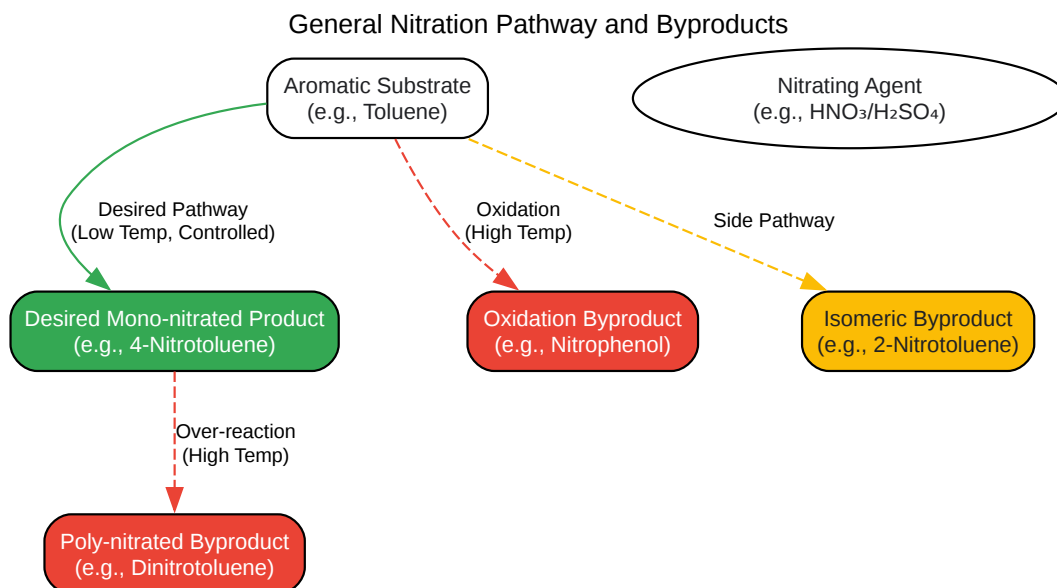 General Nitration Pathway and Byproducts
Aromatic Substrate
(e.g., Toluene)
Nitrating Agent
(e.g., HNO₃/H₂SO₄)
Desired Pathway
(Low Temp, Controlled)
Oxidation
(High Temp)
Side Pathway
Desired Mono-nitrated Product
(e.g., 4-Nitrotoluene)
Oxidation Byproduct
(e.g., Nitrophenol)
Isomeric Byproduct
(e.g., 2-Nitrotoluene)
Over-reaction
(High Temp)
Poly-nitrated Byproduct
(e.g., Dinitrotoluene)